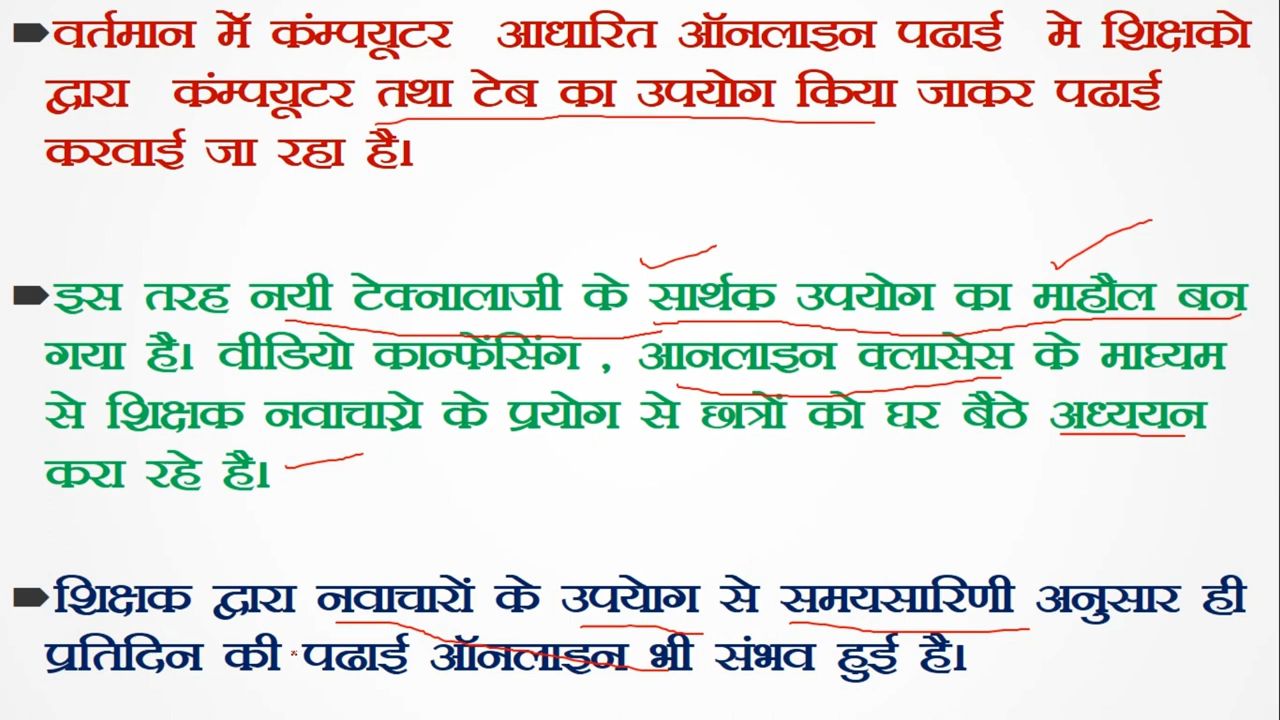 वर्तमान में कंम्पयूटर आधारित ऑनलाइन पढाई मे शिक्षको
द्वारा कंम्पयूटर तथा टेब का उपयोग किया जाकर पढाई
करवाई जा रहा है।
इस तरह नयी टेक्नालाजी के सार्थक उपयोग का माहौल बन
गया है। वीडियो कान्फेंसिंग , आनलाइन क्लासेस के माध्यम
से शिक्षक नवाचारो के प्रयोग से छात्रों को घर बैठे अध्ययन
करा रहे है।
शिक्षक द्वारा नवाचारों के उपयोग से समयसारिणी अनुसार ही
प्रतिदिन की पढाई ऑनलाइन भी संभव हुई है।